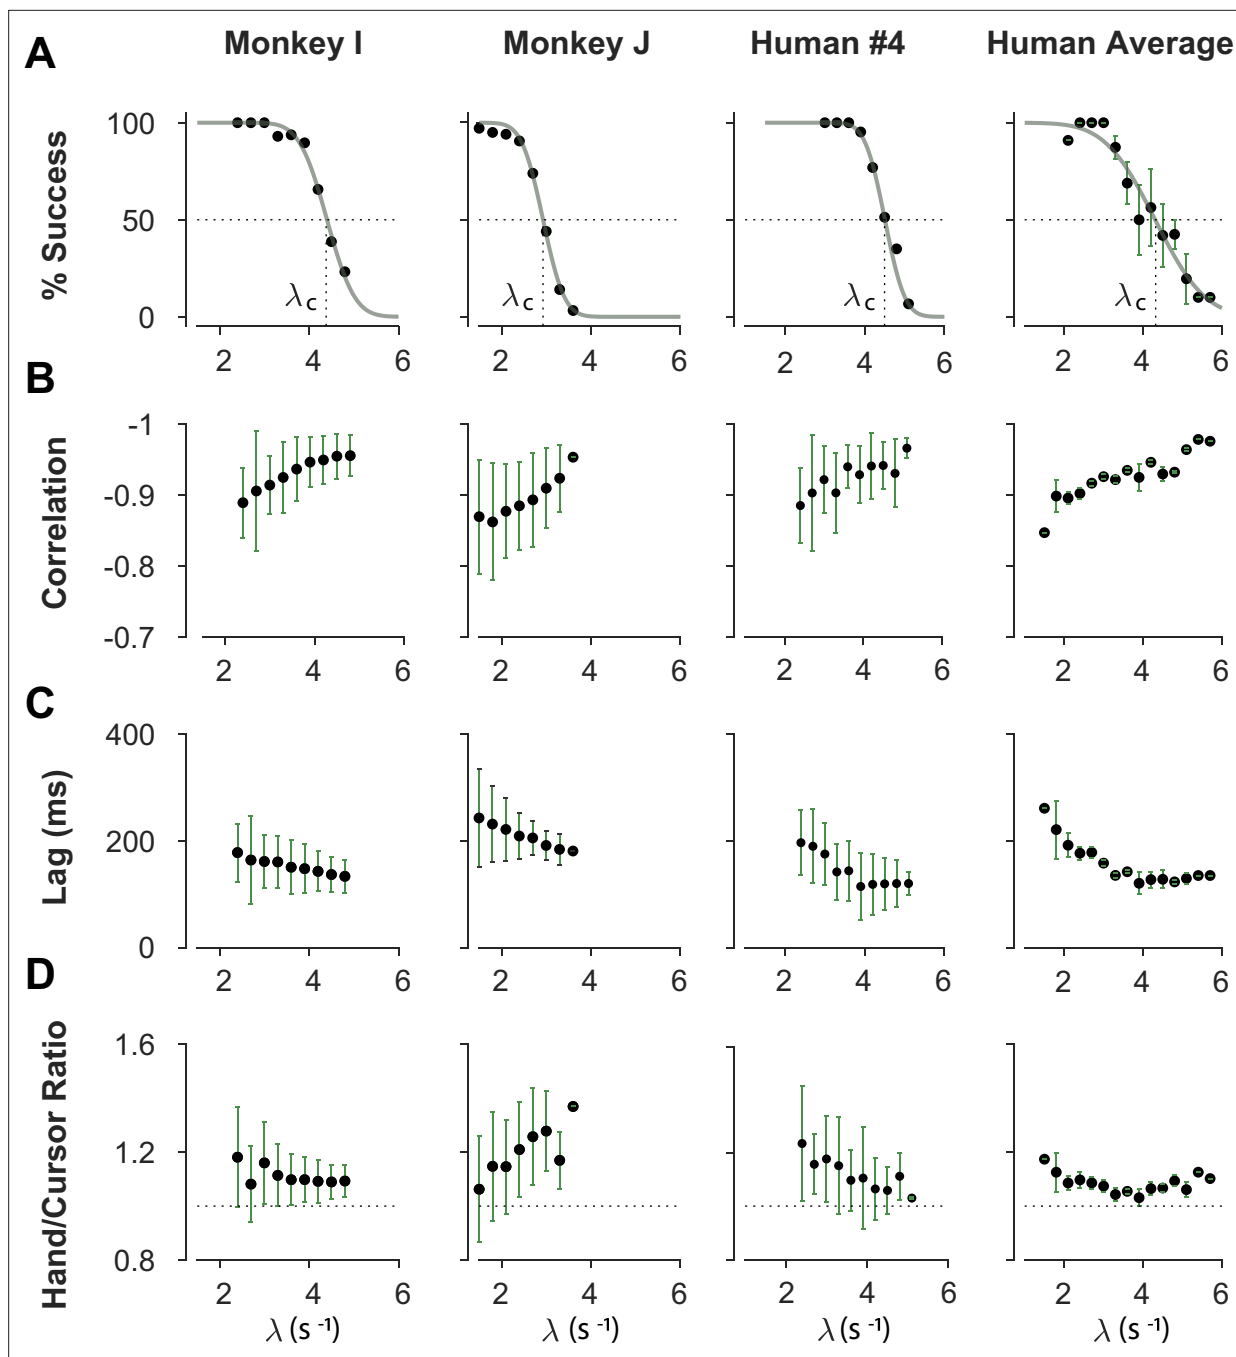 Monkey I Monkey J Human #4 Human Average
A
% Success
100
50
0
λc λc λc λc
2 4 6 2 4 6 2 4 6 2 4 6
B
Correlation
-1
-0.9
-0.8
-0.7
2 4 6 2 4 6 2 4 6 2 4 6
C
Lag (ms)
400
200
0
2 4 6 2 4 6 2 4 6 2 4 6
D
Hand/Cursor Ratio
1.6
1.2
0.8
2 4 6 2 4 6 2 4 6 2 4 6
λ (s -1) λ (s -1) λ (s -1) λ (s -1)